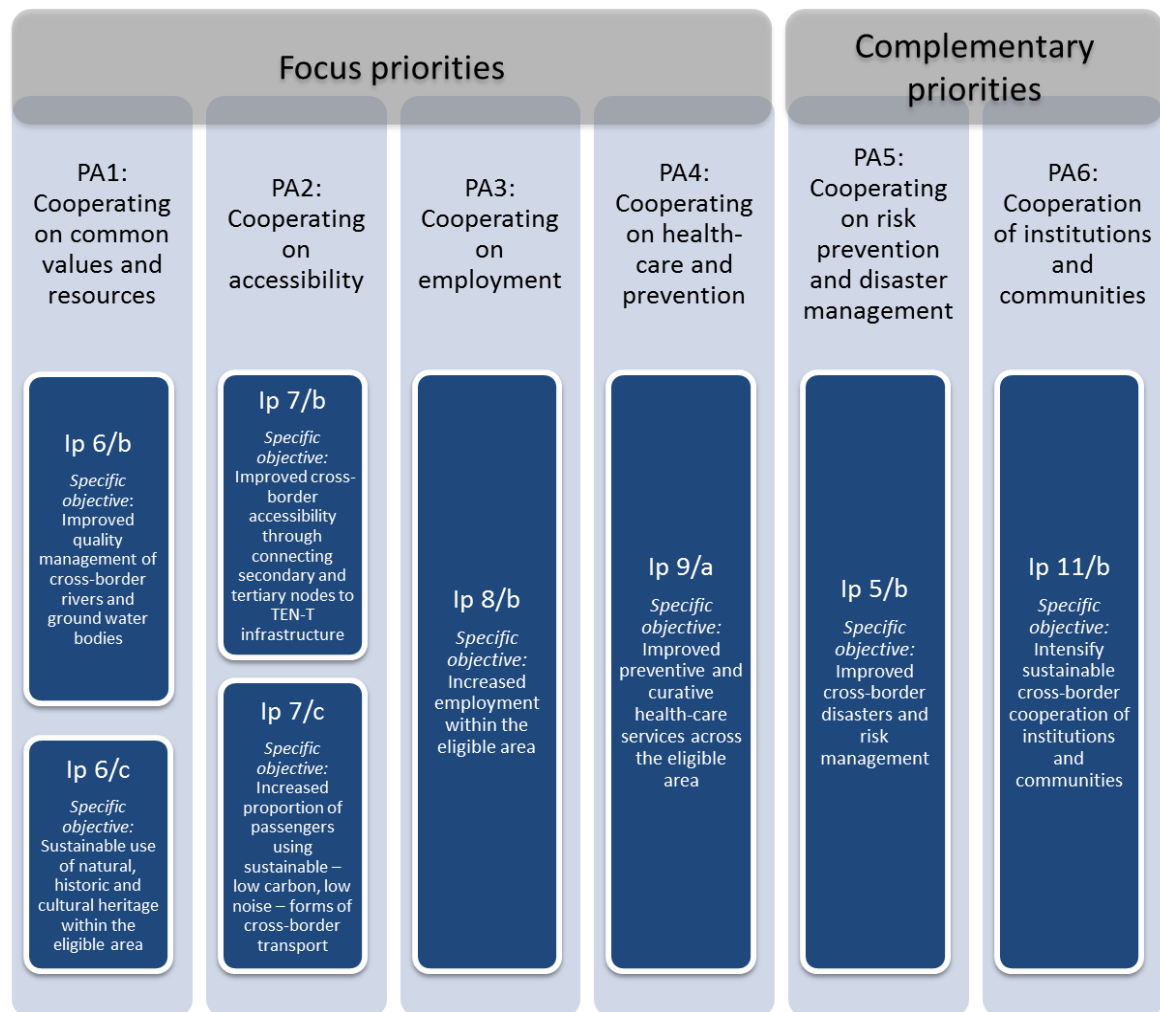 Focus priorities
Complementary
priorities
PA1:
Cooperating
on common
values and
resources
Ip 6/b
Specific
objective:
Improved
quality
management of
cross-border
rivers and
ground water
bodies
Ip 6/c
Specific
objective:
Sustainable use
of natural,
historic and
cultural heritage
within the
eligible area
PA2:
Cooperating
on
accessibility
Ip 7/b
Specific
objective:
Improved cross-
border
accessibility
through
connecting
secondary and
tertiary nodes to
TEN-T
infrastructure
Ip 7/c
Specific
objective:
Increased
proportion of
passengers
using
sustainable –
low carbon, low
noise – forms of
cross-border
transport
PA3:
Cooperating
on
employment
Ip 8/b
Specific
objective:
Increased
employment
within the
eligible area
PA4:
Cooperating
on health-
care and
prevention
Ip 9/a
Specific
objective:
Improved
preventive and
curative
health-care
services across
the eligible
area
PA5:
Cooperating
on risk
prevention
and disaster
management
Ip 5/b
Specific
objective:
Improved
cross-border
disasters and
risk
management
PA6:
Cooperation
of institutions
and
communities
Ip 11/b
Specific
objective:
Intensify
sustainable
cross-border
cooperation of
institutions
and
communities